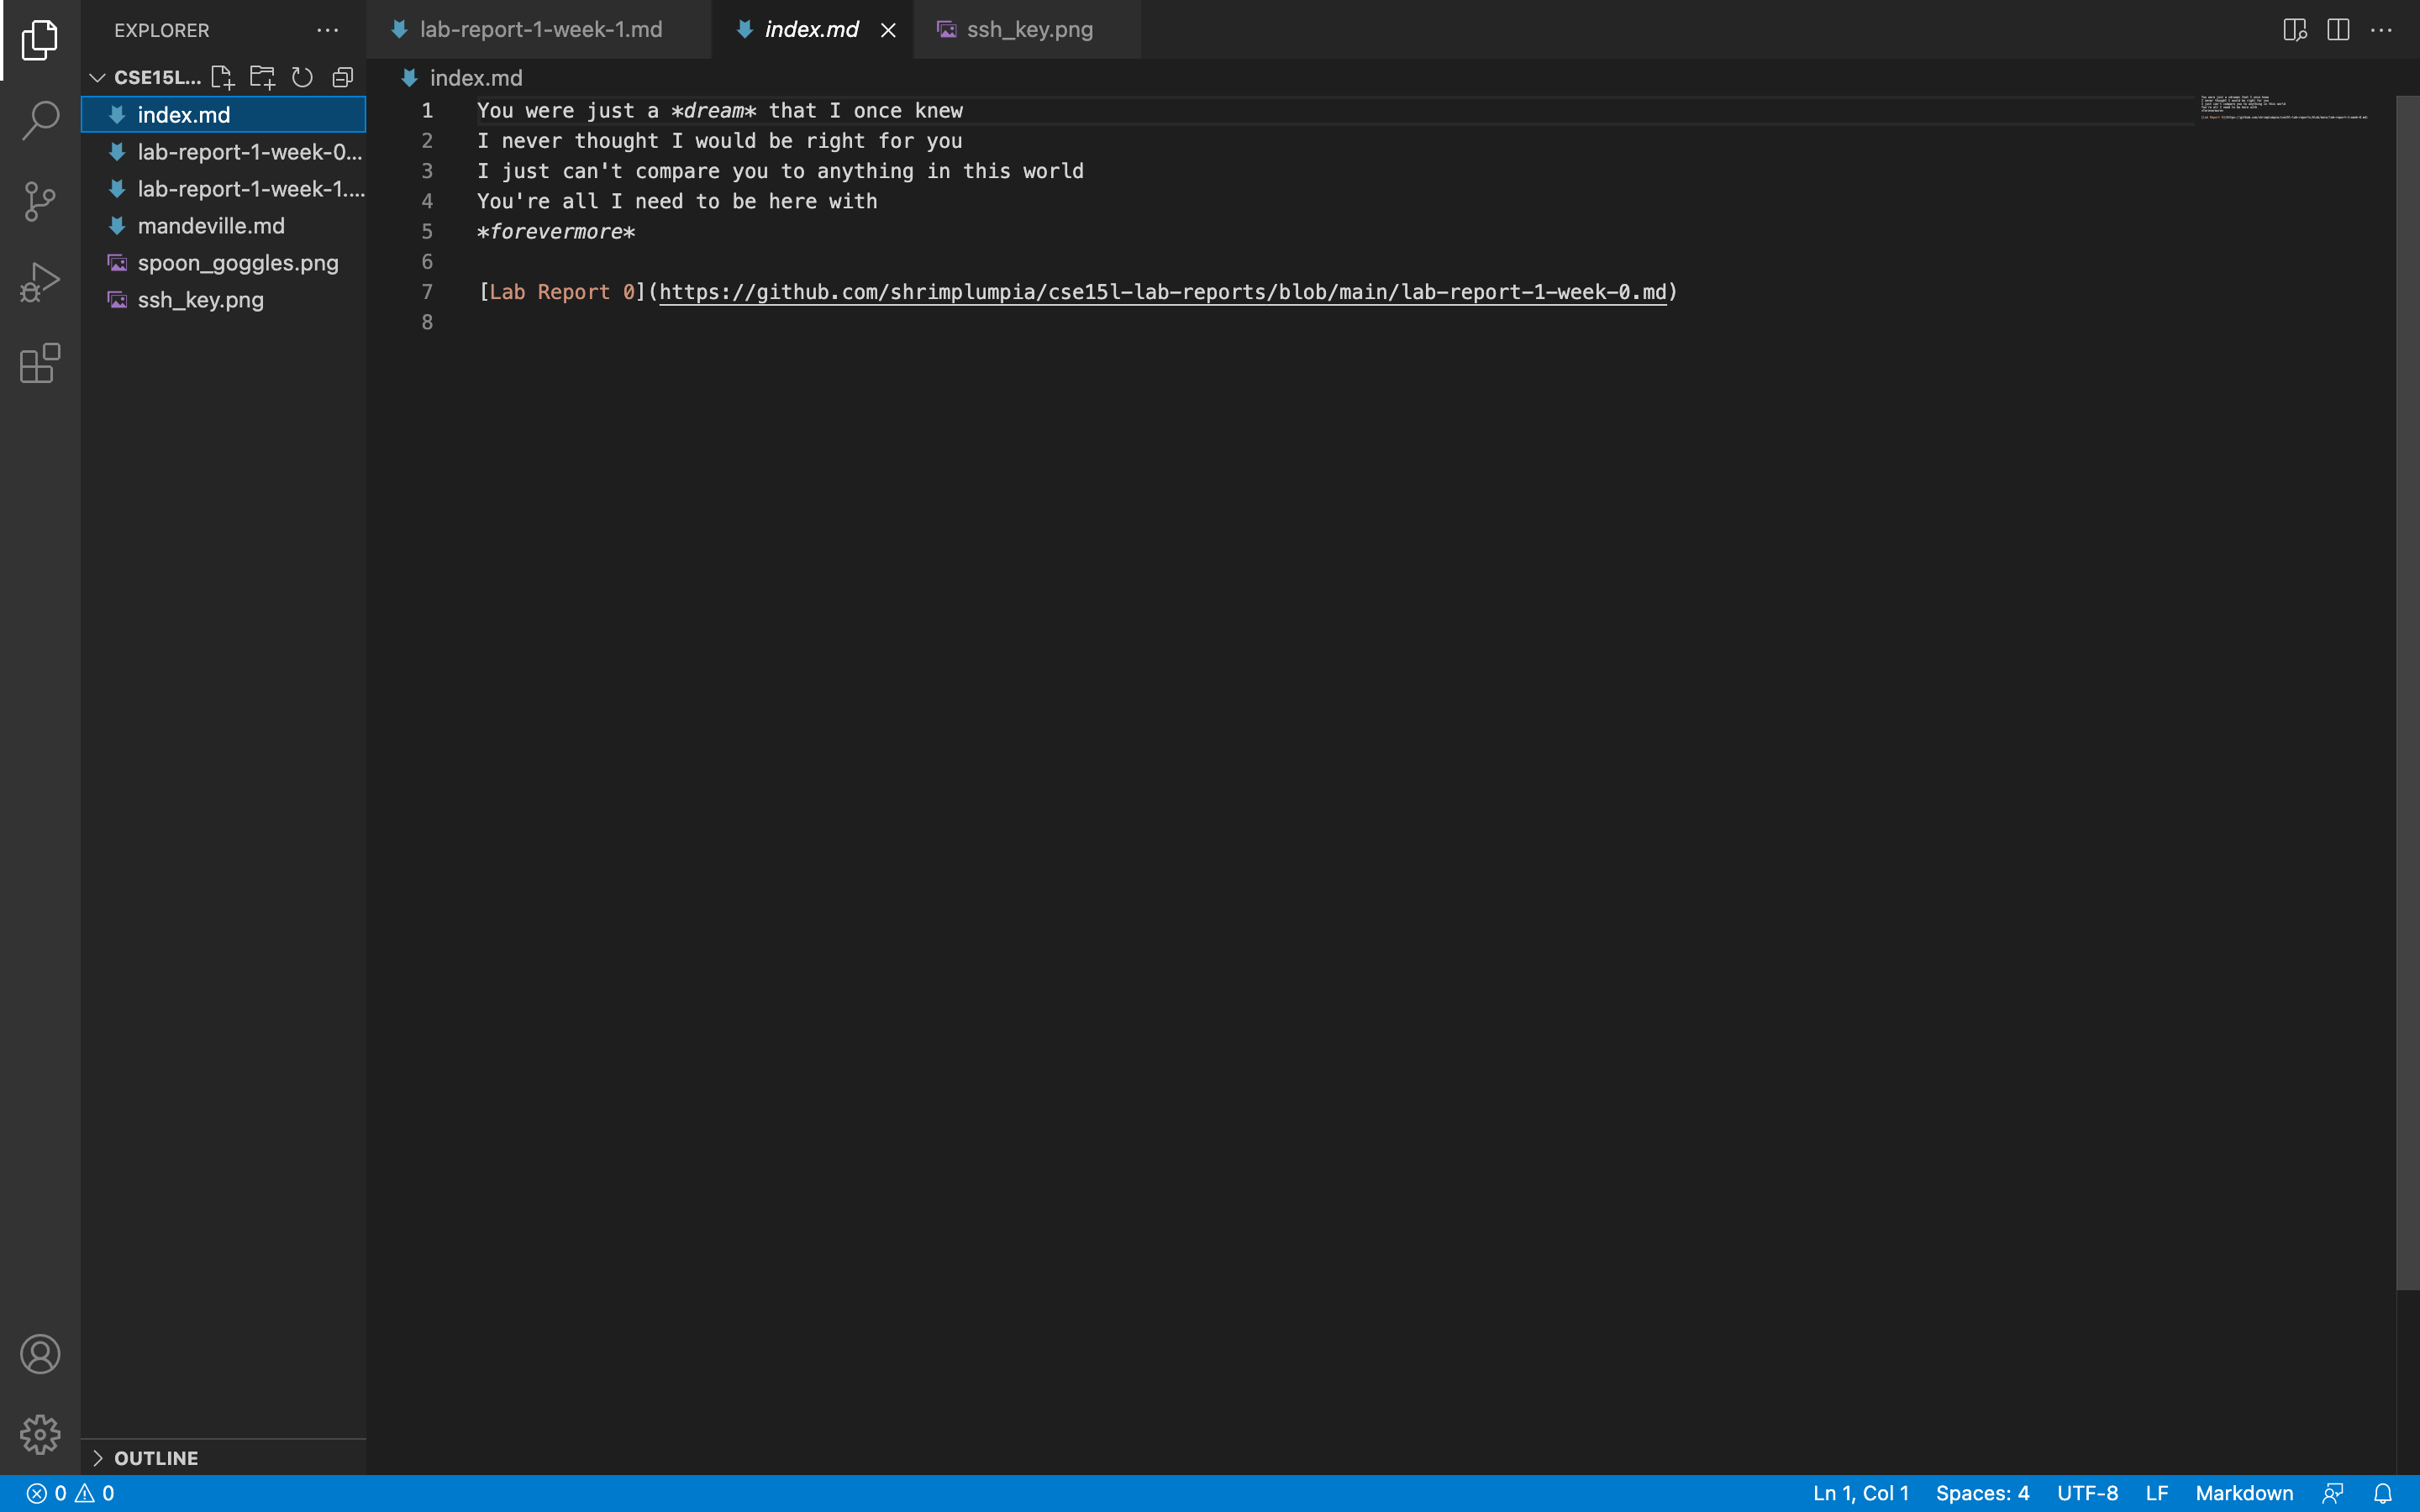 EXPLORER
lab-report-1-week-1.md
index.md
ssh_key.png
CSE15L...
index.md
lab-report-1-week-0...
lab-report-1-week-1....
mandeville.md
spoon_goggles.png
ssh_key.png
OUTLINE
index.md
1 You were just a *dream* that I once knew
2 I never thought I would be right for you
3 I just can't compare you to anything in this world
4 You're all I need to be here with
5 *forevermore*
6
7 [Lab Report 0](https://github.com/shrimplumpia/cse15l-lab-reports/blob/main/lab-report-1-week-0.md)
8
0 0
Ln 1, Col 1 Spaces: 4 UTF-8 LF Markdown